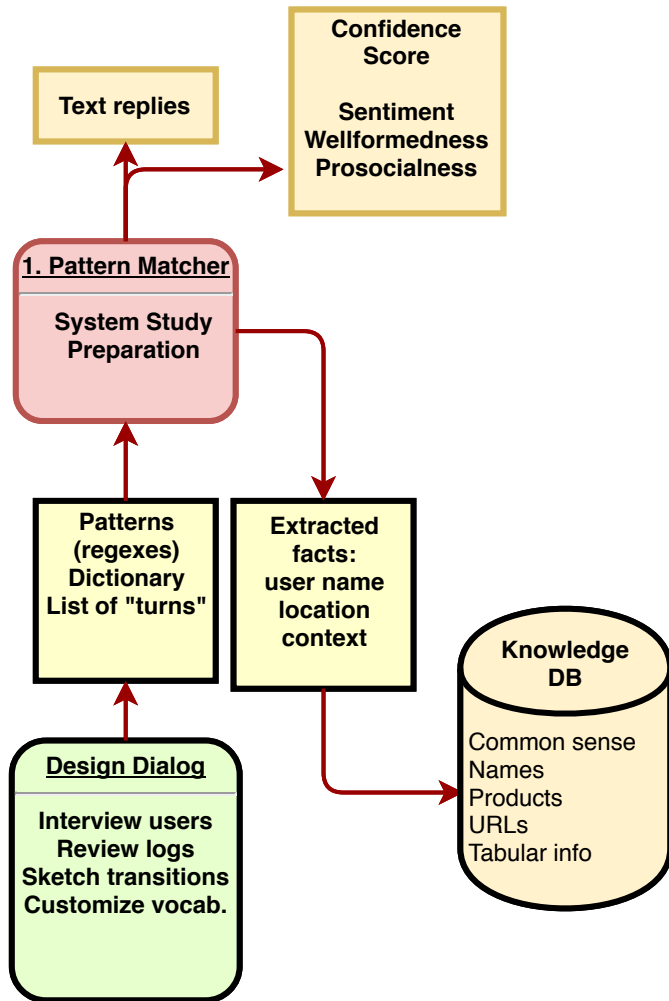 Confidence
Score
Sentiment
Wellformedness
Prosocialness
Text replies
1. Pattern Matcher
System Study
Preparation
Patterns
(regexes)
Dictionary
List of "turns"
Extracted
facts:
user name
location
context
Knowledge
DB
Common sense
Names
Products
URLs
Tabular info
Design Dialog
Interview users
Review logs
Sketch transitions
Customize vocab.